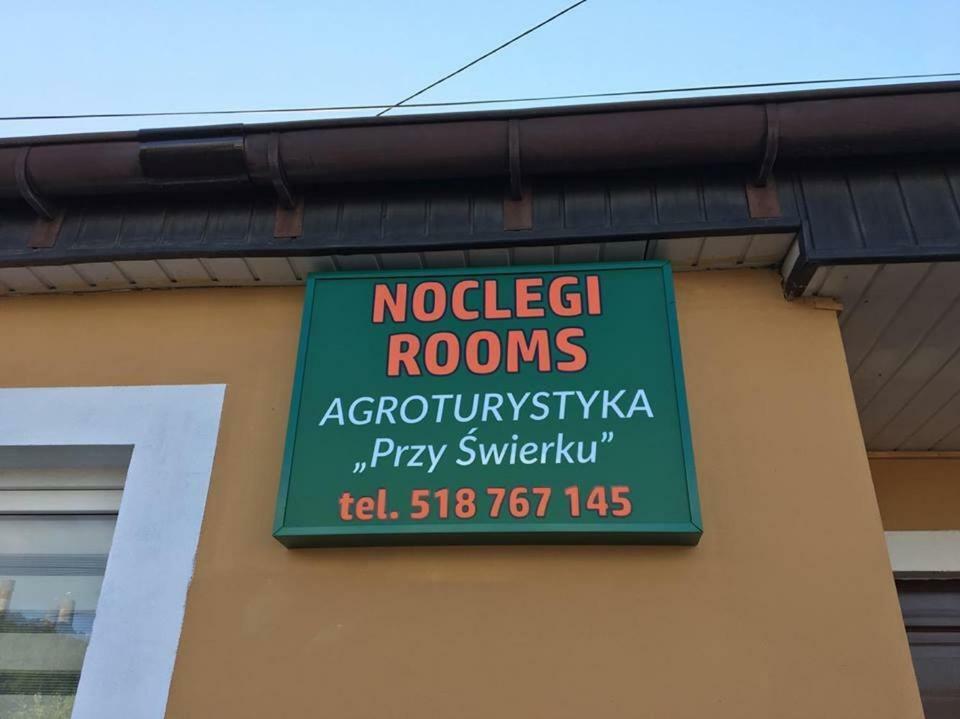 NOCLEGI
ROOMS
AGROTURYSTYKA
„Przy Świerku”
tel. 518 767 145